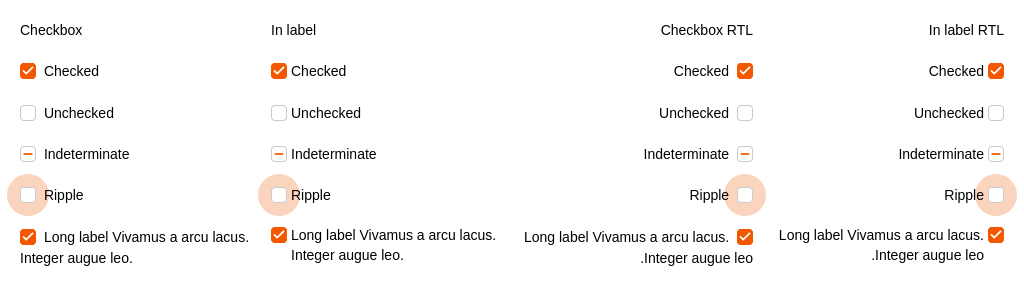 Checkbox
Checked
Unchecked
Indeterminate
Ripple
Long label Vivamus a arcu lacus.
Integer augue leo.
In label
Checked
Unchecked
Indeterminate
Ripple
Long label Vivamus a arcu lacus.
Integer augue leo.
Checkbox RTL
Checked
Unchecked
Indeterminate
Ripple
Long label Vivamus a arcu lacus.
.Integer augue leo
In label RTL
Checked
Unchecked
Indeterminate
Ripple
Long label Vivamus a arcu lacus.
.Integer augue leo